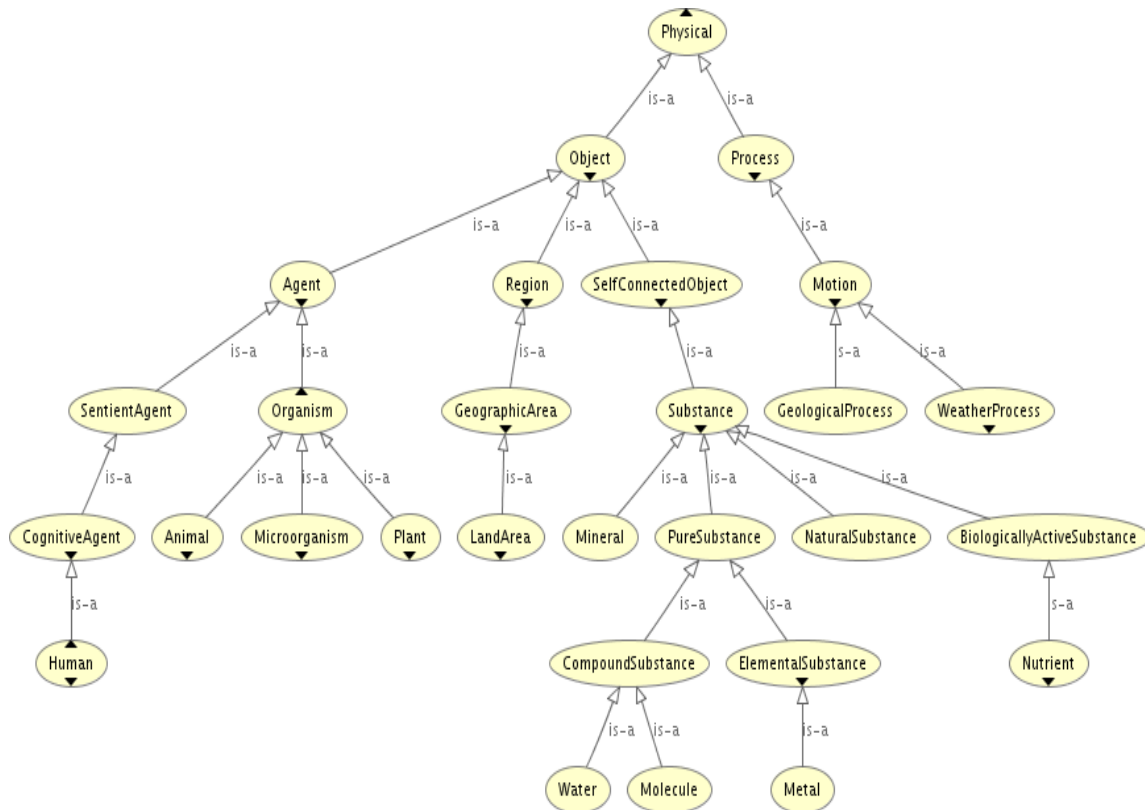 Physical
is-a
is-a
Object
Process
is-a
is-a
is-a
is-a
Agent
Region
SelfConnectedObject
Motion
is-a
is-a
is-a
is-a
s-a
is-a
SentientAgent
Organism
GeographicArea
Substance
GeologicalProcess
WeatherProcess
is-a
is-a
is-a
is-a
is-a
is-a
is-a
is-a
is-a
CognitiveAgent
Animal
Microorganism
Plant
LandArea
Mineral
PureSubstance
NaturalSubstance
BiologicallyActiveSubstance
is-a
is-a
is-a
s-a
Human
CompoundSubstance
ElementalSubstance
Nutrient
is-a
is-a
is-a
Water
Molecule
Metal